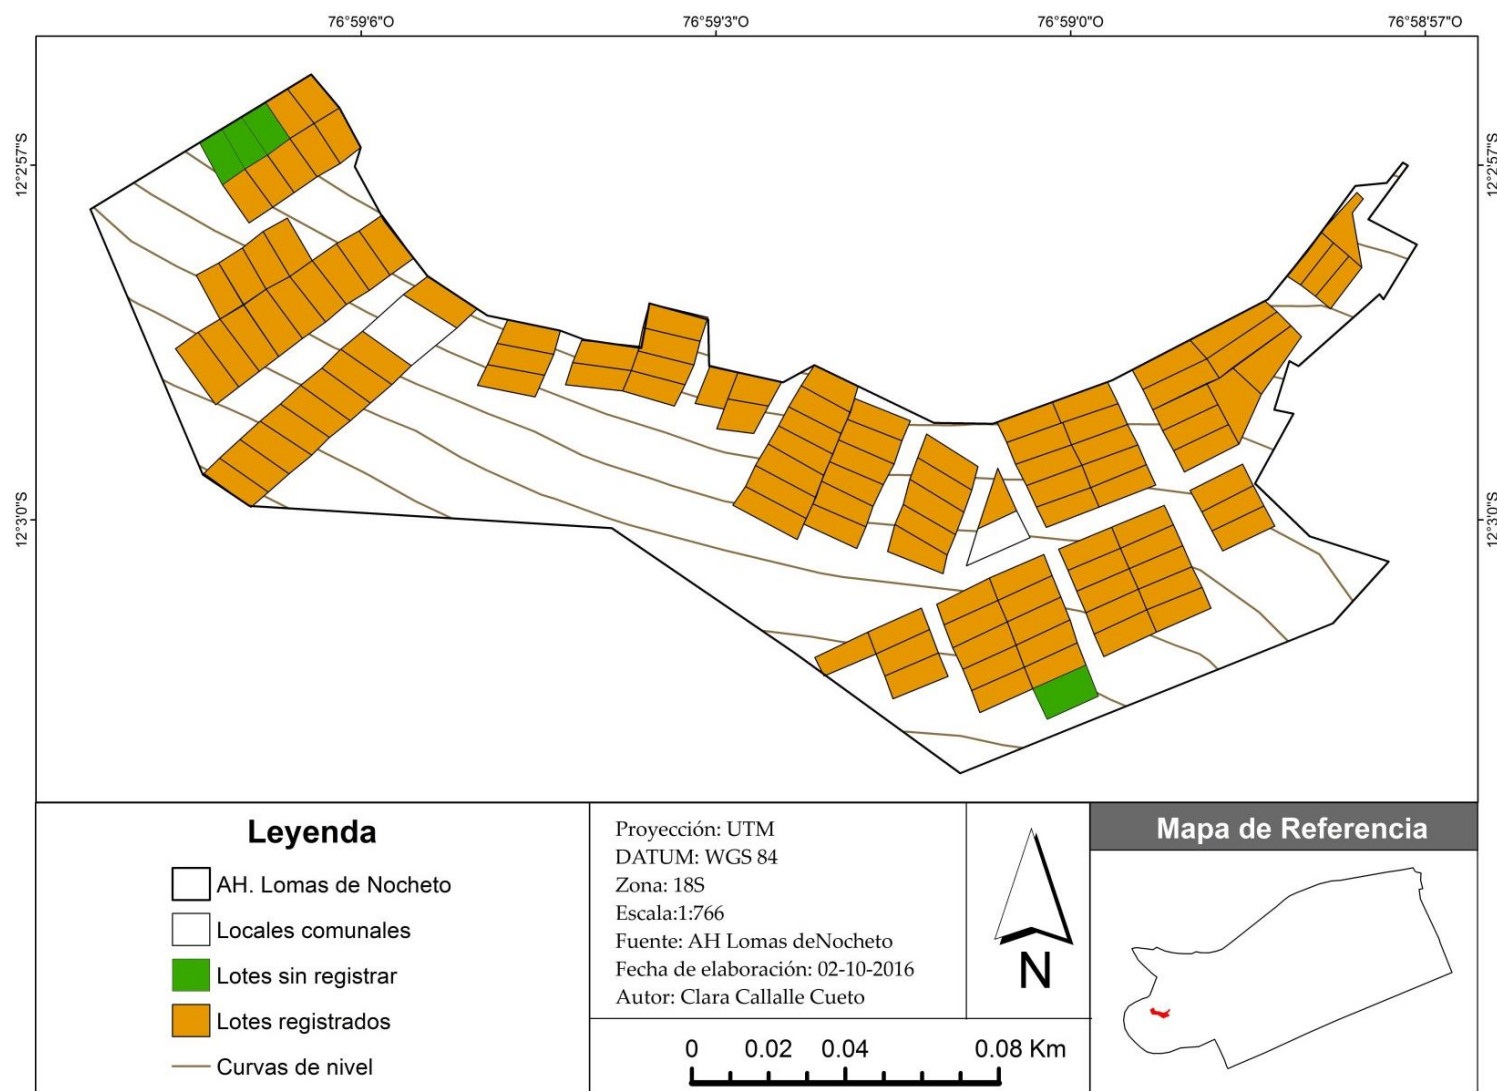 76°59'6"O
76°59'3"O
76°59'0"O
76°58'57"O
12°2'57"S
12°2'57"S
12°3'0"S
12°3'0"S
Leyenda
AH. Lomas de Nocheto
Locales comunales
Lotes sin registrar
Lotes registrados
Curvas de nivel
Proyección: UTM
DATUM: WGS 84
Zona: 18S
Escala:1:766
Fuente: AH Lomas deNocheto
Fecha de elaboración: 02-10-2016
Autor: Clara Callalle Cueto
0 0.02 0.04 0.08 Km
N
Mapa de Referencia